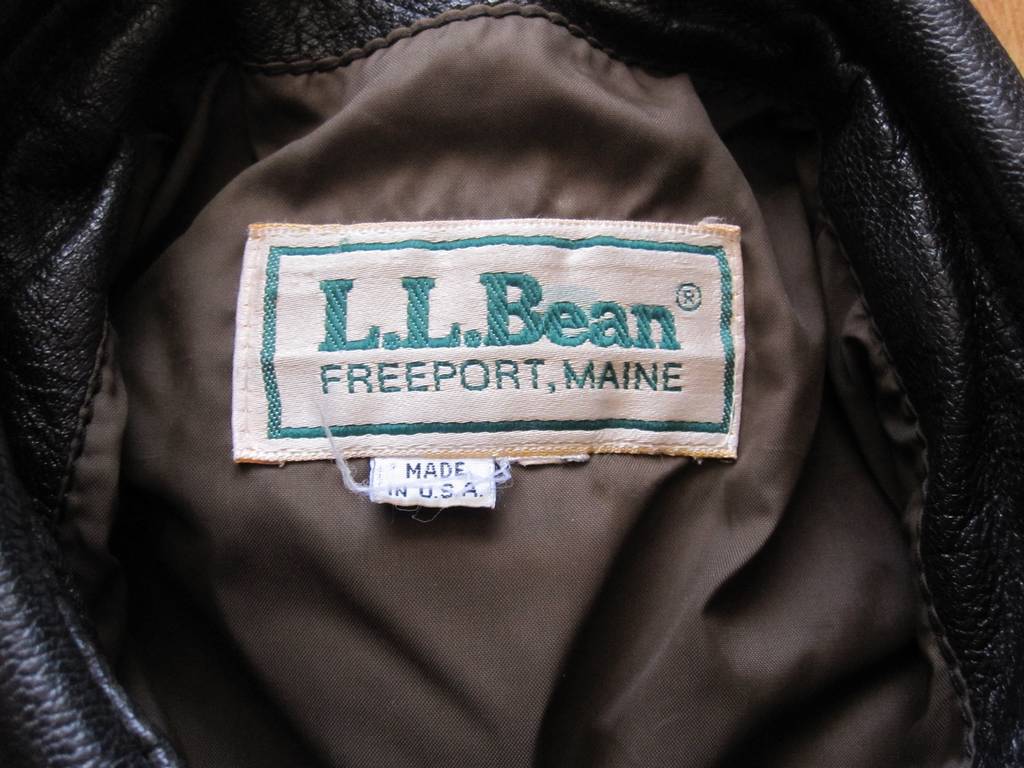 L.L.Bean®
FREEPORT, MAINE
MADE
IN U.S.A.